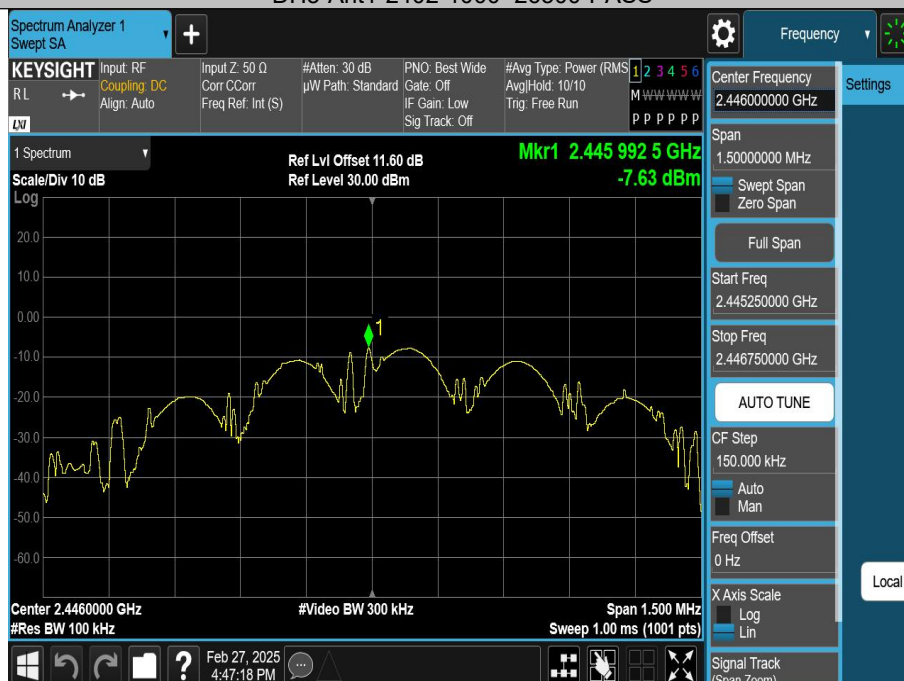 Spectrum Analyzer 1
Swept SA
+
Frequency
KEYSIGHT
RL
LXI
Input: RF
Coupling: DC
Align: Auto
Input Z: 50 Ω
Corr CCorr
Freq Ref: Int (S)
#Atten: 30 dB
µW Path: Standard
PNO: Best Wide
Gate: Off
IF Gain: Low
Sig Track: Off
#Avg Type: Power (RMS
Avg|Hold: 10/10
Trig: Free Run
1 2 3 4 5 6
M W W W W W
P P P P P P
Center Frequency
2.446000000 GHz
Settings
1 Spectrum
Scale/Div 10 dB
Log
Ref Lvl Offset 11.60 dB
Ref Level 30.00 dBm
Mkr1 2.445 992 5 GHz
-7.63 dBm
Span
1.50000000 MHz
Swept Span
Zero Span
Full Span
Start Freq
2.445250000 GHz
Stop Freq
2.446750000 GHz
AUTO TUNE
CF Step
150.000 kHz
Auto
Man
Freq Offset
0 Hz
Local
X Axis Scale
Log
Lin
Signal Track
(Span Zoom)
20.0
10.0
0.00
1
-10.0
-20.0
-30.0
-40.0
-50.0
-60.0
Center 2.4460000 GHz
#Res BW 100 kHz
#Video BW 300 kHz
Span 1.500 MHz
Sweep 1.00 ms (1001 pts)
?
Feb 27, 2025
4:47:18 PM